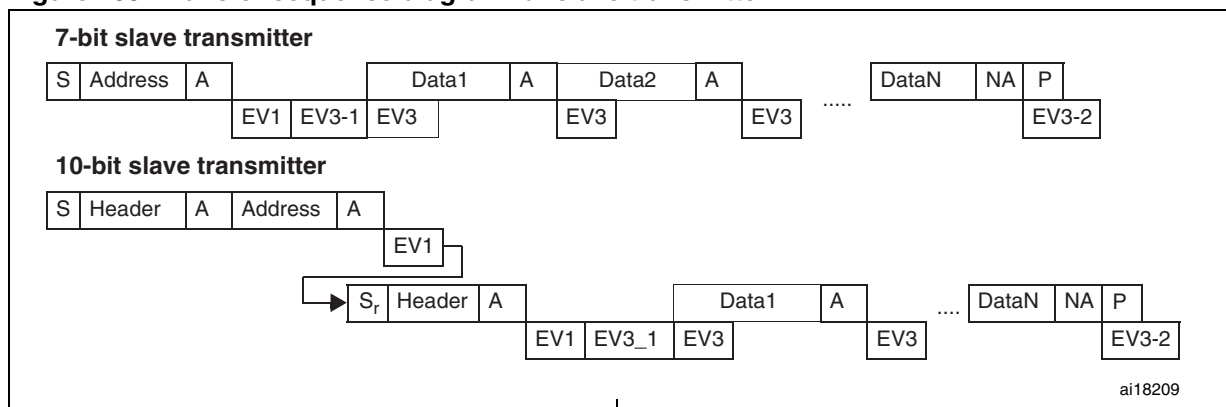 7-bit slave transmitter
S Address A Data1 A Data2 A ..... DataN NA P
EV1 EV3-1 EV3 EV3 EV3 EV3-2
10-bit slave transmitter
S Header A Address A
EV1
Sr Header A Data1 A .... DataN NA P
EV1 EV3_1 EV3 EV3 EV3-2
ai18209